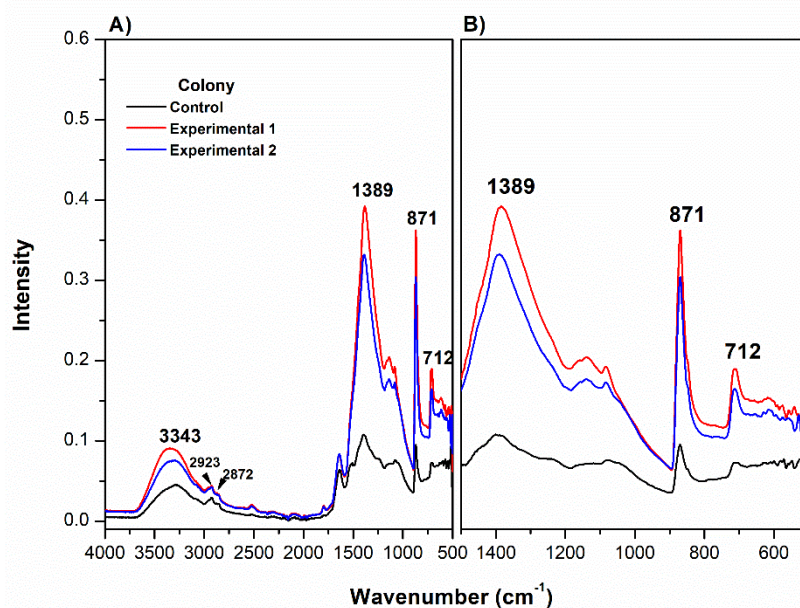 A)
B)
0.6
0.5
0.4
0.3
0.2
0.1
0.0
Intensity
Colony
Control
Experimental 1
Experimental 2
1389
871
712
3343
2923
2872
1389
871
712
4000 3500 3000 2500 2000 1500 1000 500
1400 1200 1000 800 600
Wavenumber (cm⁻¹)